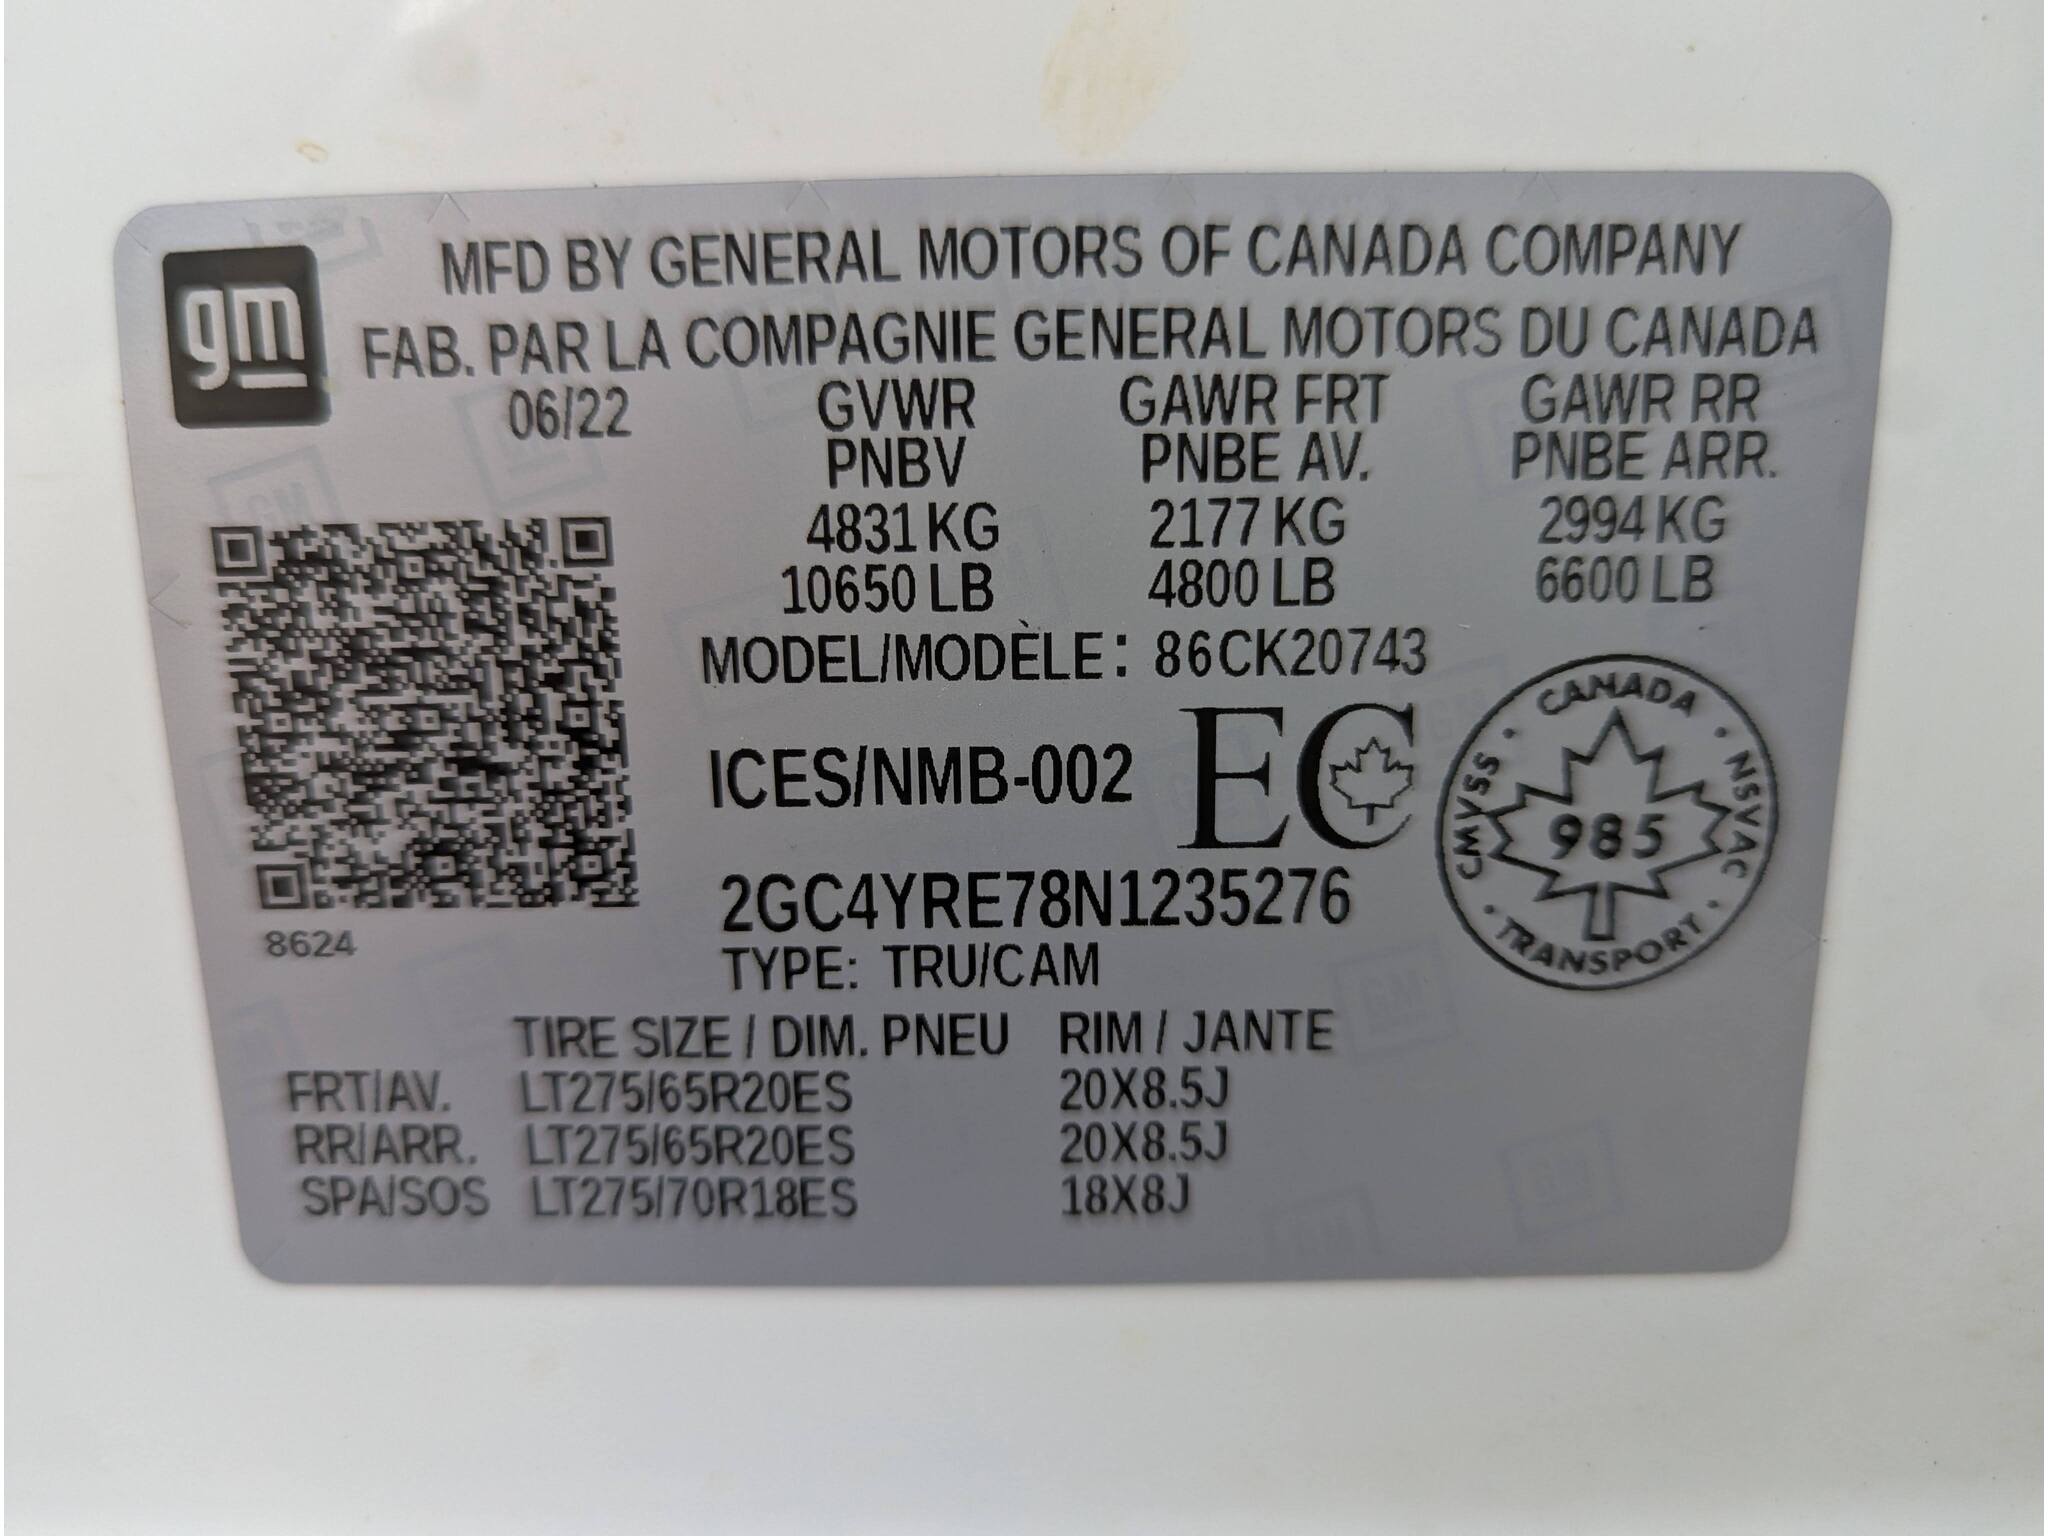 gm
MFD BY GENERAL MOTORS OF CANADA COMPANY
FAB. PAR LA COMPAGNIE GENERAL MOTORS DU CANADA
06/22 GVWR GAWR FRT GAWR RR
PNBV PNBE AV. PNBE ARR.
4831 KG 2177 KG 2994 KG
10650 LB 4800 LB 6600 LB
MODEL/MODÈLE: 86CK20743
ICES/NMB-002 EC
CANADA · NSVAC · TRANSPORT · CMVSS ·
985
2GC4YRE78N1235276
8624
TYPE: TRU/CAM
TIRE SIZE / DIM. PNEU RIM / JANTE
FRT/AV. LT275/65R20ES 20X8.5J
RR/ARR. LT275/65R20ES 20X8.5J
SPA/SOS LT275/70R18ES 18X8J